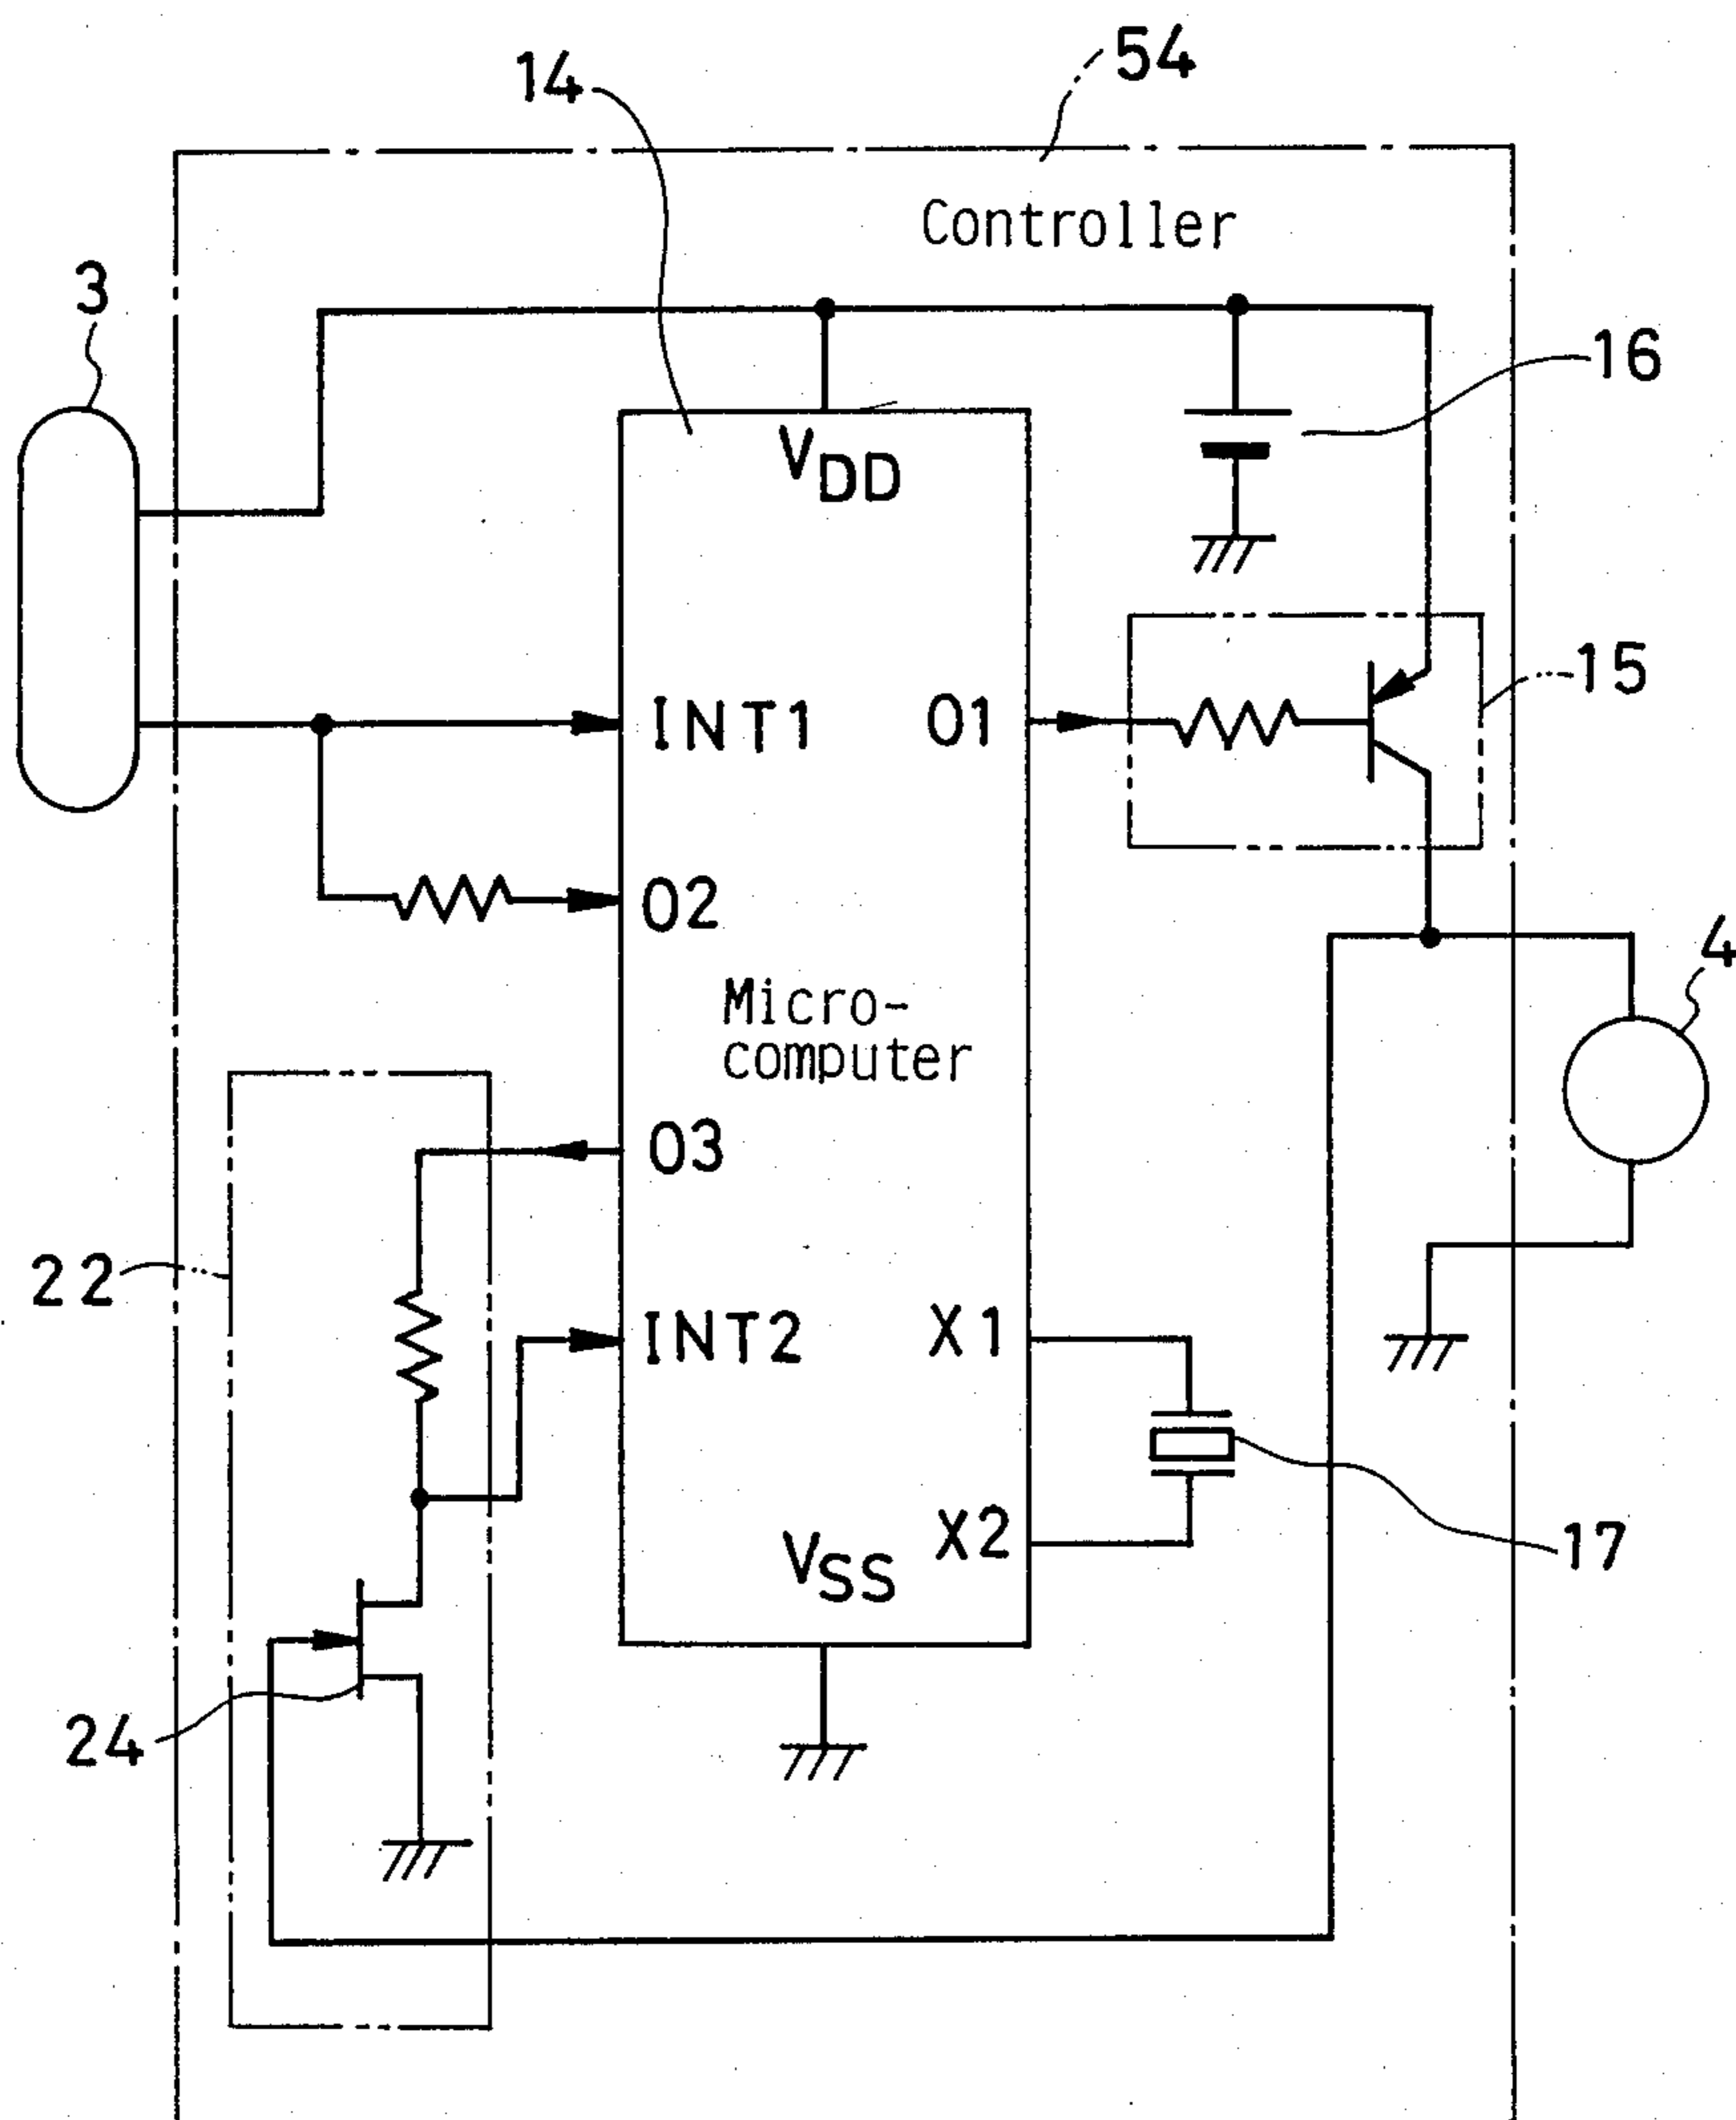 54
14
Controller
3
16
VDD
15
INT1
O1
O2
4
Micro-
computer
O3
22
INT2
X1
X2
17
VSS
24